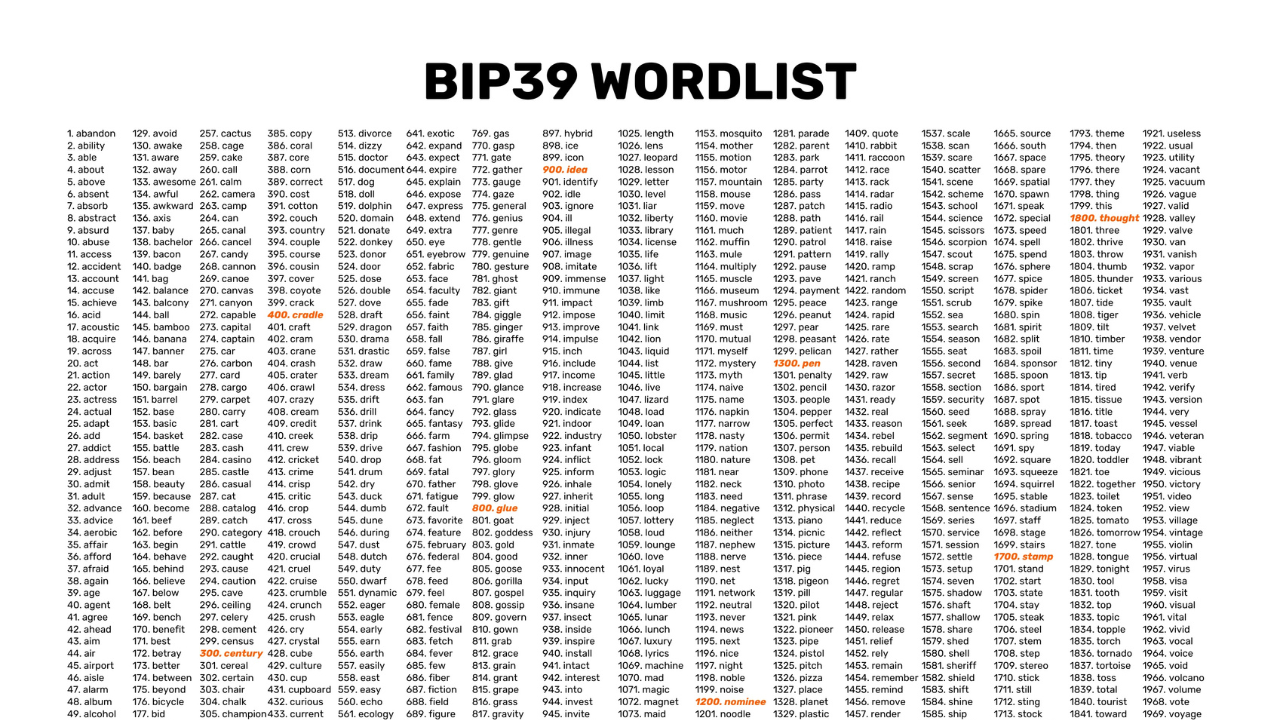 BIP39 WORDLIST
1. abandon
2. ability
3. able
4. about
5. above
6. absent
7. absorb
8. abstract
9. absurd
10. abuse
11. access
12. accident
13. account
14. accuse
15. achieve
16. acid
17. acoustic
18. acquire
19. across
20. act
21. action
22. actor
23. actress
24. actual
25. adapt
26. add
27. addict
28. address
29. adjust
30. admit
31. adult
32. advance
33. advice
34. aerobic
35. affair
36. afford
37. afraid
38. again
39. age
40. agent
41. agree
42. ahead
43. aim
44. air
45. airport
46. aisle
47. alarm
48. album
49. alcohol
129. avoid
130. awake
131. aware
132. away
133. awesome
134. awful
135. awkward
136. axis
137. baby
138. bachelor
139. bacon
140. badge
141. bag
142. balance
143. balcony
144. ball
145. bamboo
146. banana
147. banner
148. bar
149. barely
150. bargain
151. barrel
152. base
153. basic
154. basket
155. battle
156. beach
157. bean
158. beauty
159. because
160. become
161. beef
162. before
163. begin
164. behave
165. behind
166. believe
167. below
168. belt
169. bench
170. benefit
171. best
172. betray
173. better
174. between
175. beyond
176. bicycle
177. bid
257. cactus
258. cage
259. cake
260. call
261. calm
262. camera
263. camp
264. can
265. canal
266. cancel
267. candy
268. cannon
269. canoe
270. canvas
271. canyon
272. capable
273. capital
274. captain
275. car
276. carbon
277. card
278. cargo
279. carpet
280. carry
281. cart
282. case
283. cash
284. casino
285. castle
286. casual
287. cat
288. catalog
289. catch
290. category
291. cattle
292. caught
293. cause
294. caution
295. cave
296. ceiling
297. celery
298. cement
299. census
300. century
301. cereal
302. certain
303. chair
304. chalk
305. champion
385. copy
386. coral
387. core
388. corn
389. correct
390. cost
391. cotton
392. couch
393. country
394. couple
395. course
396. cousin
397. cover
398. coyote
399. crack
400. cradle
401. craft
402. cram
403. crane
404. crash
405. crater
406. crawl
407. crazy
408. cream
409. credit
410. creek
411. crew
412. cricket
413. crime
414. crisp
415. critic
416. crop
417. cross
418. crouch
419. crowd
420. crucial
421. cruel
422. cruise
423. crumble
424. crunch
425. crush
426. cry
427. crystal
428. cube
429. culture
430. cup
431. cupboard
432. curious
433. current
513. divorce
514. dizzy
515. doctor
516. document
517. dog
518. doll
519. dolphin
520. domain
521. donate
522. donkey
523. donor
524. door
525. dose
526. double
527. dove
528. draft
529. dragon
530. drama
531. drastic
532. draw
533. dream
534. dress
535. drift
536. drill
537. drink
538. drip
539. drive
540. drop
541. drum
542. dry
543. duck
544. dumb
545. dune
546. during
547. dust
548. dutch
549. duty
550. dwarf
551. dynamic
552. eager
553. eagle
554. early
555. earn
556. earth
557. easily
558. east
559. easy
560. echo
561. ecology
641. exotic
642. expand
643. expect
644. expire
645. explain
646. expose
647. express
648. extend
649. extra
650. eye
651. eyebrow
652. fabric
653. face
654. faculty
655. fade
656. faint
657. faith
658. fall
659. false
660. fame
661. family
662. famous
663. fan
664. fancy
665. fantasy
666. farm
667. fashion
668. fat
669. fatal
670. father
671. fatigue
672. fault
673. favorite
674. feature
675. february
676. federal
677. fee
678. feed
679. feel
680. female
681. fence
682. festival
683. fetch
684. fever
685. few
686. fiber
687. fiction
688. field
689. figure
769. gas
770. gasp
771. gate
772. gather
773. gauge
774. gaze
775. general
776. genius
777. genre
778. gentle
779. genuine
780. gesture
781. ghost
782. giant
783. gift
784. giggle
785. ginger
786. giraffe
787. girl
788. give
789. glad
790. glance
791. glare
792. glass
793. glide
794. glimpse
795. globe
796. gloom
797. glory
798. glove
799. glow
800. glue
801. goat
802. goddess
803. gold
804. good
805. goose
806. gorilla
807. gospel
808. gossip
809. govern
810. gown
811. grab
812. grace
813. grain
814. grant
815. grape
816. grass
817. gravity
897. hybrid
898. ice
899. icon
900. idea
901. identify
902. idle
903. ignore
904. ill
905. illegal
906. illness
907. image
908. imitate
909. immense
910. immune
911. impact
912. impose
913. improve
914. impulse
915. inch
916. include
917. income
918. increase
919. index
920. indicate
921. indoor
922. industry
923. infant
924. inflict
925. inform
926. inhale
927. inherit
928. initial
929. inject
930. injury
931. inmate
932. inner
933. innocent
934. input
935. inquiry
936. insane
937. insect
938. inside
939. inspire
940. install
941. intact
942. interest
943. into
944. invest
945. invite
1025. length
1026. lens
1027. leopard
1028. lesson
1029. letter
1030. level
1031. liar
1032. liberty
1033. library
1034. license
1035. life
1036. lift
1037. light
1038. like
1039. limb
1040. limit
1041. link
1042. lion
1043. liquid
1044. list
1045. little
1046. live
1047. lizard
1048. load
1049. loan
1050. lobster
1051. local
1052. lock
1053. logic
1054. lonely
1055. long
1056. loop
1057. lottery
1058. loud
1059. lounge
1060. love
1061. loyal
1062. lucky
1063. luggage
1064. lumber
1065. lunar
1066. lunch
1067. luxury
1068. lyrics
1069. machine
1070. mad
1071. magic
1072. magnet
1073. maid
1153. mosquito
1154. mother
1155. motion
1156. motor
1157. mountain
1158. mouse
1159. move
1160. movie
1161. much
1162. muffin
1163. mule
1164. multiply
1165. muscle
1166. museum
1167. mushroom
1168. music
1169. must
1170. mutual
1171. myself
1172. mystery
1173. myth
1174. naive
1175. name
1176. napkin
1177. narrow
1178. nasty
1179. nation
1180. nature
1181. near
1182. neck
1183. need
1184. negative
1185. neglect
1186. neither
1187. nephew
1188. nerve
1189. nest
1190. net
1191. network
1192. neutral
1193. never
1194. news
1195. next
1196. nice
1197. night
1198. noble
1199. noise
1200. nominee
1201. noodle
1281. parade
1282. parent
1283. park
1284. parrot
1285. party
1286. pass
1287. patch
1288. path
1289. patient
1290. patrol
1291. pattern
1292. pause
1293. pave
1294. payment
1295. peace
1296. peanut
1297. pear
1298. peasant
1299. pelican
1300. pen
1301. penalty
1302. pencil
1303. people
1304. pepper
1305. perfect
1306. permit
1307. person
1308. pet
1309. phone
1310. photo
1311. phrase
1312. physical
1313. piano
1314. picnic
1315. picture
1316. piece
1317. pig
1318. pigeon
1319. pill
1320. pilot
1321. pink
1322. pioneer
1323. pipe
1324. pistol
1325. pitch
1326. pizza
1327. place
1328. planet
1329. plastic
1409. quote
1410. rabbit
1411. raccoon
1412. race
1413. rack
1414. radar
1415. radio
1416. rail
1417. rain
1418. raise
1419. rally
1420. ramp
1421. ranch
1422. random
1423. range
1424. rapid
1425. rare
1426. rate
1427. rather
1428. raven
1429. raw
1430. razor
1431. ready
1432. real
1433. reason
1434. rebel
1435. rebuild
1436. recall
1437. receive
1438. recipe
1439. record
1440. recycle
1441. reduce
1442. reflect
1443. reform
1444. refuse
1445. region
1446. regret
1447. regular
1448. reject
1449. relax
1450. release
1451. relief
1452. rely
1453. remain
1454. remember
1455. remind
1456. remove
1457. render
1537. scale
1538. scan
1539. scare
1540. scatter
1541. scene
1542. scheme
1543. school
1544. science
1545. scissors
1546. scorpion
1547. scout
1548. scrap
1549. screen
1550. script
1551. scrub
1552. sea
1553. search
1554. season
1555. seat
1556. second
1557. secret
1558. section
1559. security
1560. seed
1561. seek
1562. segment
1563. select
1564. sell
1565. seminar
1566. senior
1567. sense
1568. sentence
1569. series
1570. service
1571. session
1572. settle
1573. setup
1574. seven
1575. shadow
1576. shaft
1577. shallow
1578. share
1579. shed
1580. shell
1581. sheriff
1582. shield
1583. shift
1584. shine
1585. ship
1665. source
1666. south
1667. space
1668. spare
1669. spatial
1670. spawn
1671. speak
1672. special
1673. speed
1674. spell
1675. spend
1676. sphere
1677. spice
1678. spider
1679. spike
1680. spin
1681. spirit
1682. split
1683. spoil
1684. sponsor
1685. spoon
1686. sport
1687. spot
1688. spray
1689. spread
1690. spring
1691. spy
1692. square
1693. squeeze
1694. squirrel
1695. stable
1696. stadium
1697. staff
1698. stage
1699. stairs
1700. stamp
1701. stand
1702. start
1703. state
1704. stay
1705. steak
1706. steel
1707. stem
1708. step
1709. stereo
1710. stick
1711. still
1712. sting
1713. stock
1793. theme
1794. then
1795. theory
1796. there
1797. they
1798. thing
1799. this
1800. thought
1801. three
1802. thrive
1803. throw
1804. thumb
1805. thunder
1806. ticket
1807. tide
1808. tiger
1809. tilt
1810. timber
1811. time
1812. tiny
1813. tip
1814. tired
1815. tissue
1816. title
1817. toast
1818. tobacco
1819. today
1820. toddler
1821. toe
1822. together
1823. toilet
1824. token
1825. tomato
1826. tomorrow
1827. tone
1828. tongue
1829. tonight
1830. tool
1831. tooth
1832. top
1833. topic
1834. topple
1835. torch
1836. tornado
1837. tortoise
1838. toss
1839. total
1840. tourist
1841. toward
1921. useless
1922. usual
1923. utility
1924. vacant
1925. vacuum
1926. vague
1927. valid
1928. valley
1929. valve
1930. van
1931. vanish
1932. vapor
1933. various
1934. vast
1935. vault
1936. vehicle
1937. velvet
1938. vendor
1939. venture
1940. venue
1941. verb
1942. verify
1943. version
1944. very
1945. vessel
1946. veteran
1947. viable
1948. vibrant
1949. vicious
1950. victory
1951. video
1952. view
1953. village
1954. vintage
1955. violin
1956. virtual
1957. virus
1958. visa
1959. visit
1960. visual
1961. vital
1962. vivid
1963. vocal
1964. voice
1965. void
1966. volcano
1967. volume
1968. vote
1969. voyage